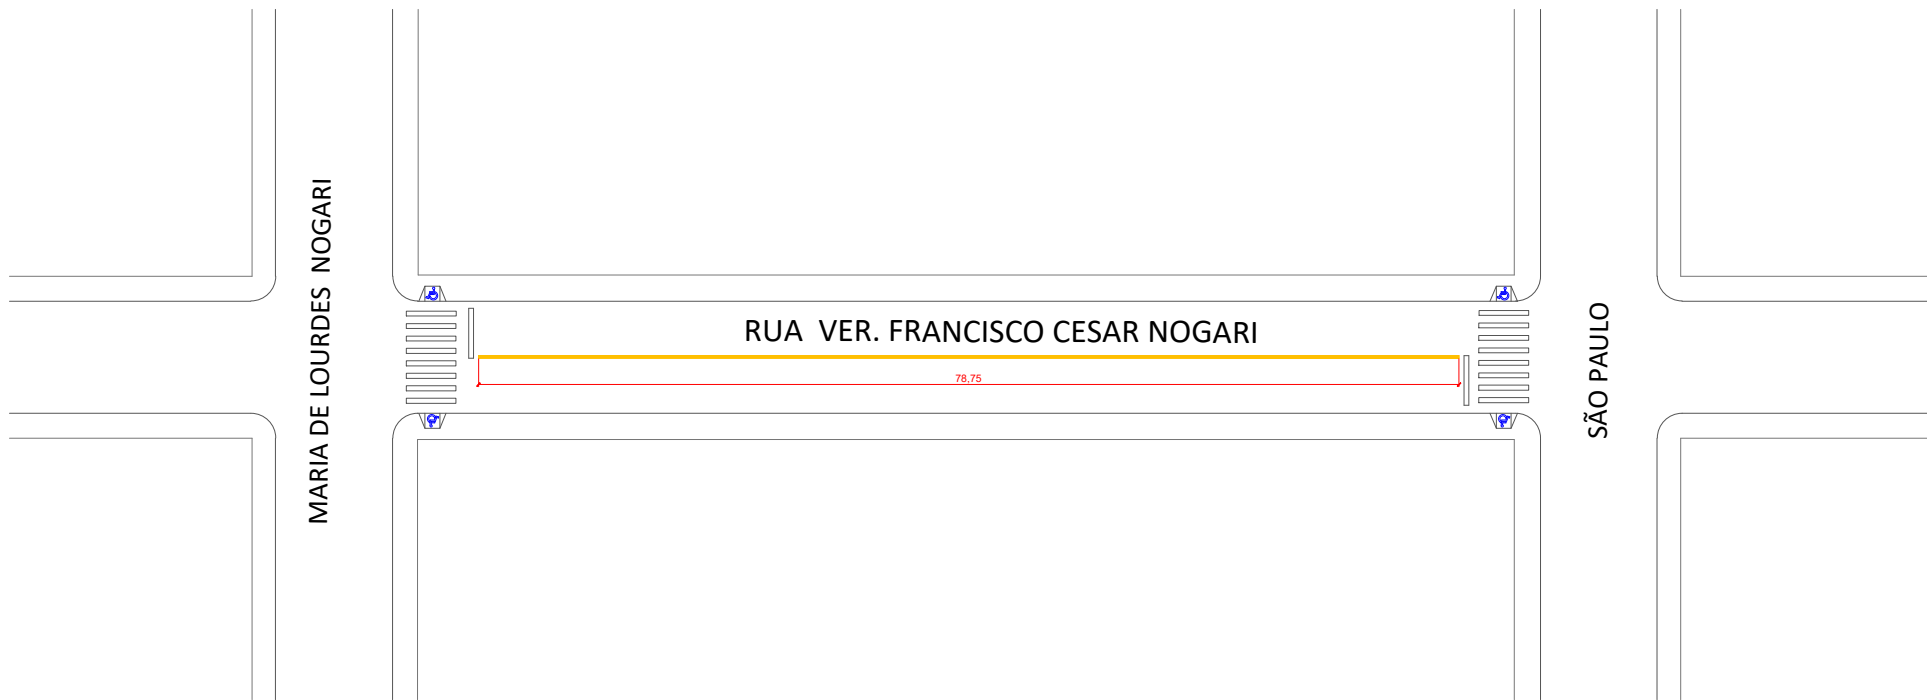 MARIA DE LOURDES  NOGARI
RUA  VER. FRANCISCO CESAR NOGARI
78,75
SÃO PAULO